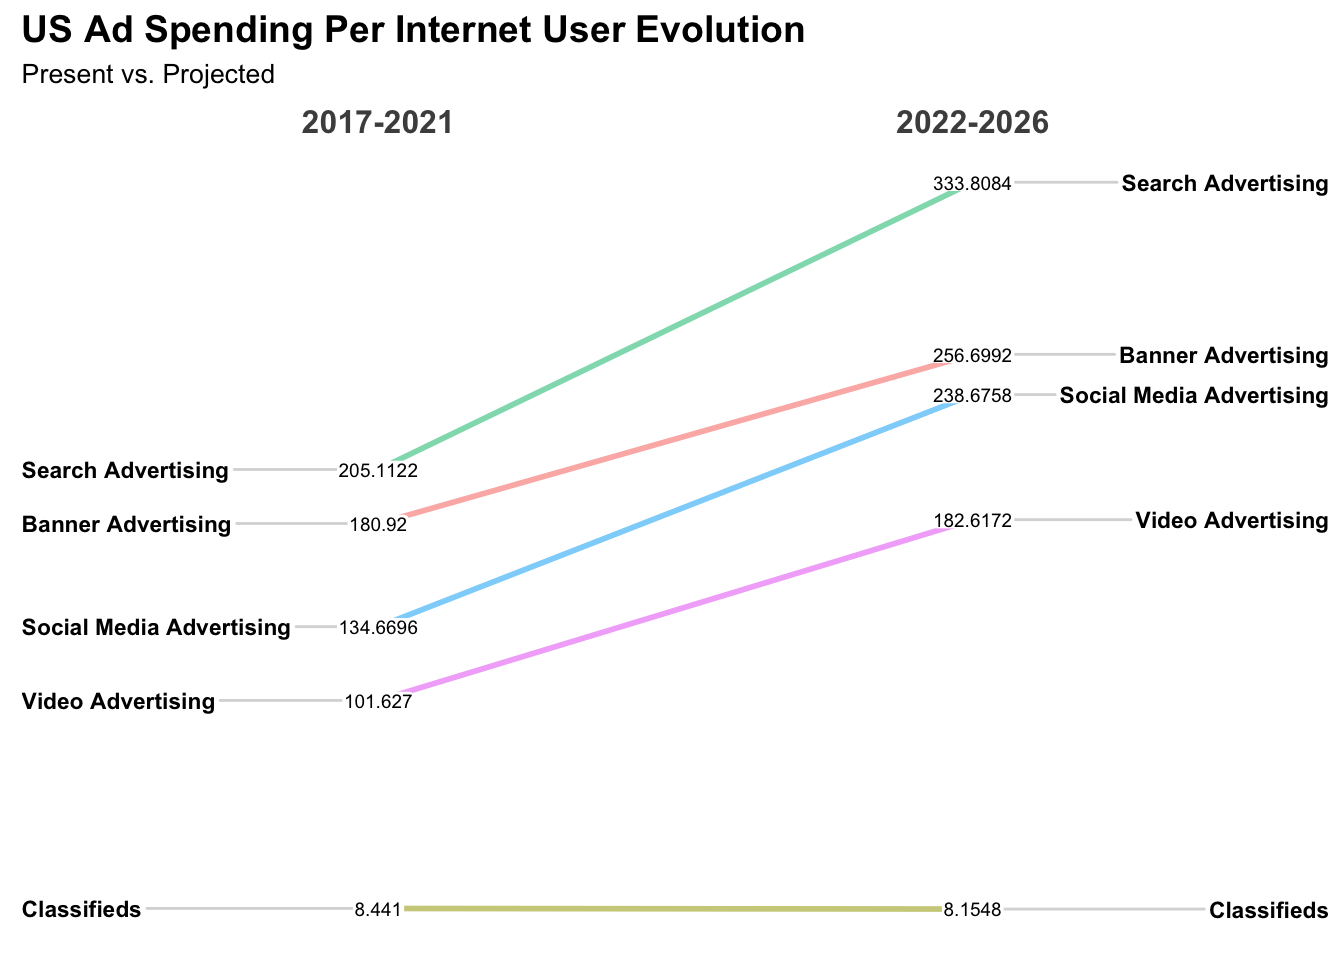 US Ad Spending Per Internet User Evolution
Present vs. Projected
2017-2021 2022-2026
333.8084 Search Advertising
256.6992 Banner Advertising
238.6758 Social Media Advertising
Search Advertising 205.1122
182.6172 Video Advertising
Banner Advertising 180.92
Social Media Advertising 134.6696
Video Advertising 101.627
Classifieds 8.441 8.1548 Classifieds